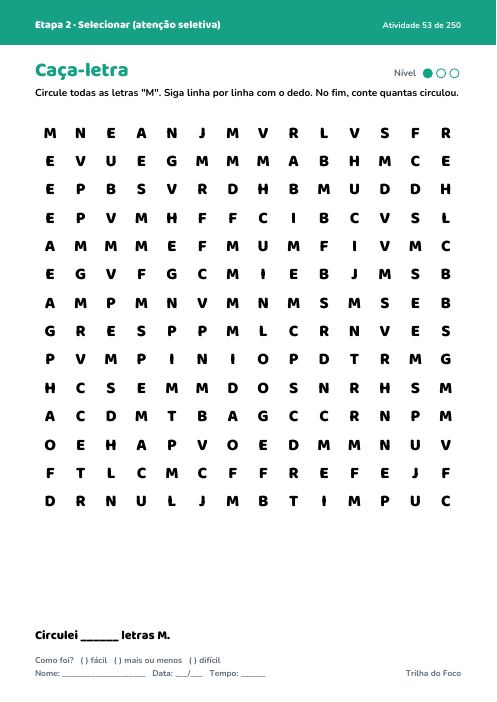 Etapa 2 · Selecionar (atenção seletiva) Atividade 53 de 250
Caça-letra Nível
Circule todas as letras "M". Siga linha por linha com o dedo. No fim, conte quantas circulou.
M N E A N J M V R L V S F R
E V U E G M M M A B H M C E
E P B S V R D H B M U D D H
E P V M H F F C I B C V S L
A M M M E F M U M F I V M C
E G V F G C M I E B J M S B
A M P M N V M N M S M S E B
G R E S P P M L C R N V E S
P V M P I N I O P D T R M G
H C S E M M D O S N R H S M
A C D M T B A G C C R N P M
O E H A P V O E D M M N U V
F T L C M C F F R E F E J F
D R N U L J M B T I M P U C
Circulei ______ letras M.
Como foi? ( ) fácil ( ) mais ou menos ( ) difícil
Nome: ____________________ Data: ___/___ Tempo: ______ Trilha do Foco